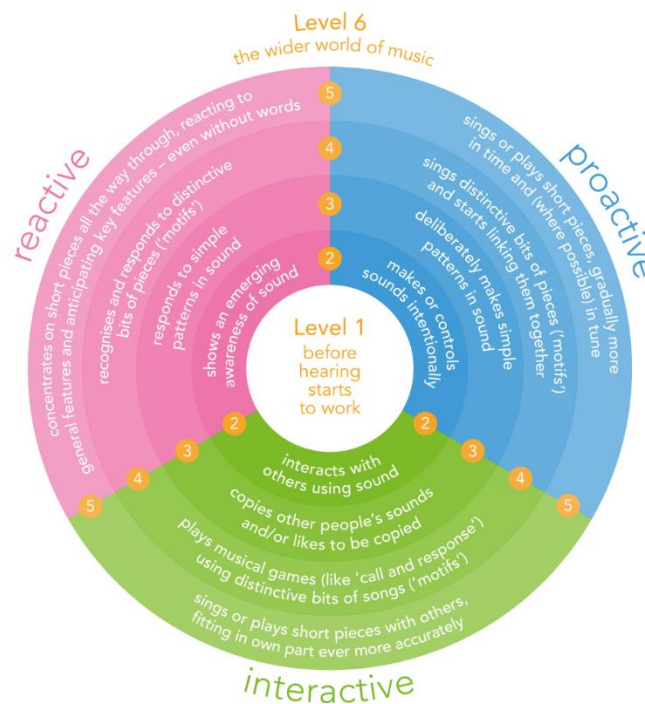 Level 6
the wider world of music
reactive
concentrates on short pieces all the way through, reacting to
general features and anticipating key features – even without words
recognises and responds to distinctive
bits of pieces ('motifs')
responds to simple
patterns in sound
shows an emerging
awareness of sound
5
4
3
2
proactive
sings or plays short pieces, gradually more
in time and (where possible) in tune
sings distinctive bits of pieces ('motifs')
and starts linking them together
deliberately makes simple
patterns in sound
makes or controls
sounds intentionally
Level 1
before
hearing
starts
to work
2
3
4
5
2
3
4
5
interacts with
others using sound
copies other people's sounds
and/or likes to be copied
plays musical games (like 'call and response')
using distinctive bits of songs ('motifs')
sings or plays short pieces with others,
fitting in own part ever more accurately
interactive